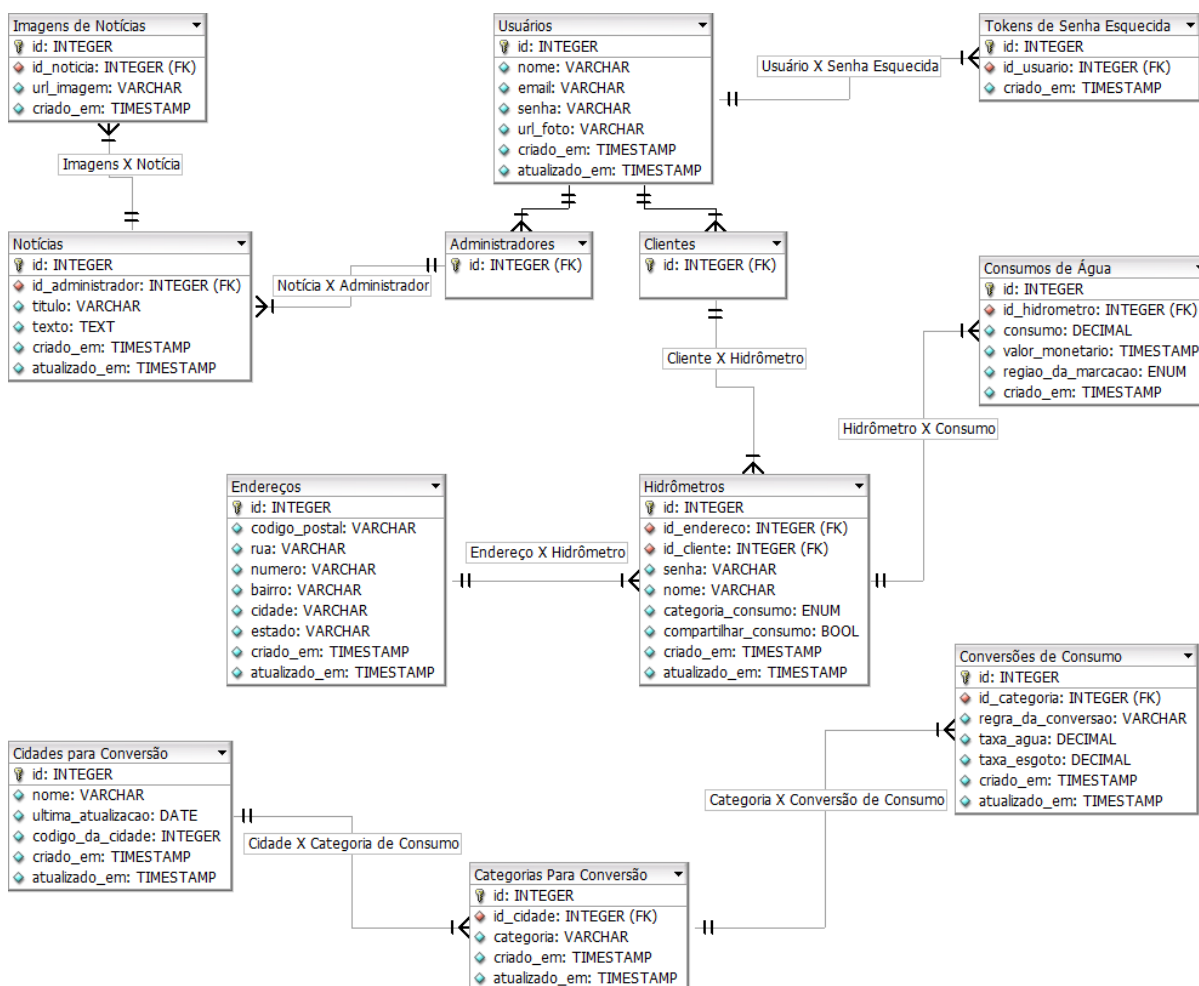 Imagens de Notícias
id: INTEGER
id_noticia: INTEGER (FK)
url_imagem: VARCHAR
criado_em: TIMESTAMP
Usuários
id: INTEGER
nome: VARCHAR
email: VARCHAR
senha: VARCHAR
url_foto: VARCHAR
criado_em: TIMESTAMP
atualizado_em: TIMESTAMP
Usuário X Senha Esquecida
Tokens de Senha Esquecida
id: INTEGER
id_usuario: INTEGER (FK)
criado_em: TIMESTAMP
Imagens X Notícia
Notícias
id: INTEGER
id_administrador: INTEGER (FK)
titulo: VARCHAR
texto: TEXT
criado_em: TIMESTAMP
atualizado_em: TIMESTAMP
Notícia X Administrador
Administradores
id: INTEGER (FK)
Clientes
id: INTEGER (FK)
Consumos de Água
id: INTEGER
id_hidrometro: INTEGER (FK)
consumo: DECIMAL
valor_monetario: TIMESTAMP
regiao_da_marcacao: ENUM
criado_em: TIMESTAMP
Cliente X Hidrômetro
Hidrômetro X Consumo
Endereços
id: INTEGER
codigo_postal: VARCHAR
rua: VARCHAR
numero: VARCHAR
bairro: VARCHAR
cidade: VARCHAR
estado: VARCHAR
criado_em: TIMESTAMP
atualizado_em: TIMESTAMP
Endereço X Hidrômetro
Hidrômetros
id: INTEGER
id_endereco: INTEGER (FK)
id_cliente: INTEGER (FK)
senha: VARCHAR
nome: VARCHAR
categoria_consumo: ENUM
compartilhar_consumo: BOOL
criado_em: TIMESTAMP
atualizado_em: TIMESTAMP
Conversões de Consumo
id: INTEGER
id_categoria: INTEGER (FK)
regra_da_conversao: VARCHAR
taxa_agua: DECIMAL
taxa_esgoto: DECIMAL
criado_em: TIMESTAMP
atualizado_em: TIMESTAMP
Cidades para Conversão
id: INTEGER
nome: VARCHAR
ultima_atualizacao: DATE
codigo_da_cidade: INTEGER
criado_em: TIMESTAMP
atualizado_em: TIMESTAMP
Cidade X Categoria de Consumo
Categoria X Conversão de Consumo
Categorias Para Conversão
id: INTEGER
id_cidade: INTEGER (FK)
categoria: VARCHAR
criado_em: TIMESTAMP
atualizado_em: TIMESTAMP